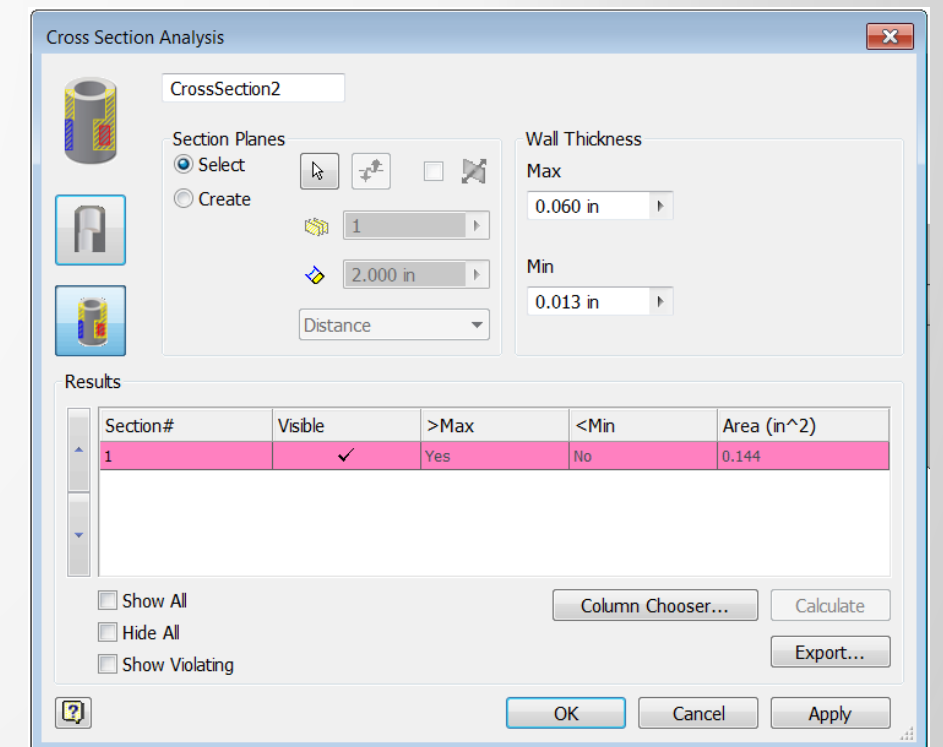 Cross Section Analysis
CrossSection2
Section Planes
Select
Create
1
2.000 in
Distance
Wall Thickness
Max
0.060 in
Min
0.013 in
Results
Section# Visible >Max <Min Area (in^2)
1 Yes No 0.144
Show All
Hide All
Show Violating
Column Chooser... Calculate
Export...
OK Cancel Apply